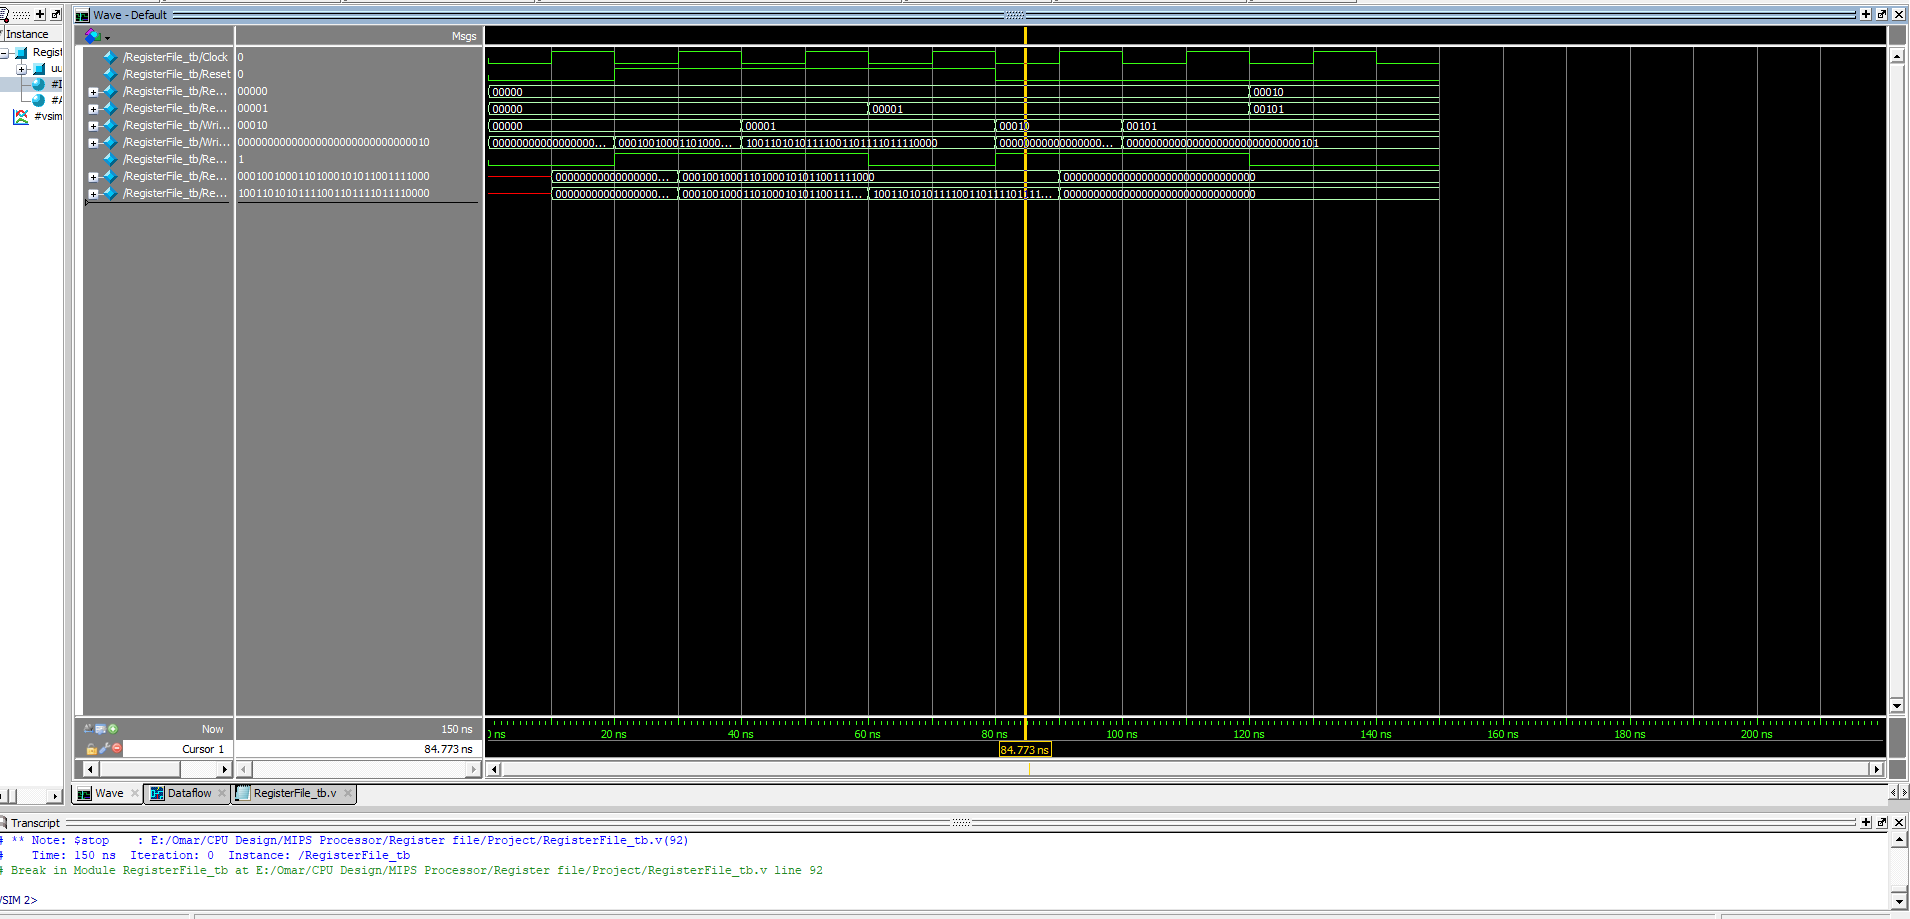 Wave - Default
Instance
Msgs
Regist
/RegisterFile_tb/Clock 0
uu
/RegisterFile_tb/Reset 0
#I
/RegisterFile_tb/Re... 00000 00000 00010
#A
/RegisterFile_tb/Re... 00001 00000 00001 00101
#vsim
/RegisterFile_tb/Wri... 00010 00000 00001 00010 00101
/RegisterFile_tb/Wri... 00000000000000000000000000000010 000000000000000000... 00010010001101000... 10011010101111001101111011110000 00000000000000000... 00000000000000000000000000000101
/RegisterFile_tb/Re... 1
/RegisterFile_tb/Re... 00010010001101000101011001111000 00000000000000000... 00010010001101000101011001111000 00000000000000000000000000000000
/RegisterFile_tb/Re... 10011010101111001101111011110000 00000000000000000... 00010010001101000101011001111... 100110101011110011011110111... 00000000000000000000000000000000
Now 150 ns
ns 20 ns 40 ns 60 ns 80 ns 100 ns 120 ns 140 ns 160 ns 180 ns 200 ns
Cursor 1 84.773 ns 84.773 ns
Wave Dataflow RegisterFile_tb.v
Transcript
# ** Note: $stop : E:/Omar/CPU Design/MIPS Processor/Register file/Project/RegisterFile_tb.v(92)
# Time: 150 ns Iteration: 0 Instance: /RegisterFile_tb
# Break in Module RegisterFile_tb at E:/Omar/CPU Design/MIPS Processor/Register file/Project/RegisterFile_tb.v line 92
VSIM 2>